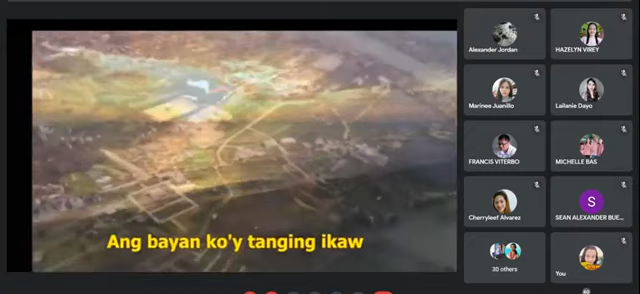 Ang bayan ko'y tanging ikaw
Alexander Jordan
HAZELYN VIREY
Marinee Juanillo
Lailanie Dayo
FRANCIS VITERBO
MICHELLE BAS
Cherryleef Alvarez
S
SEAN ALEXANDER BUE...
30 others
You